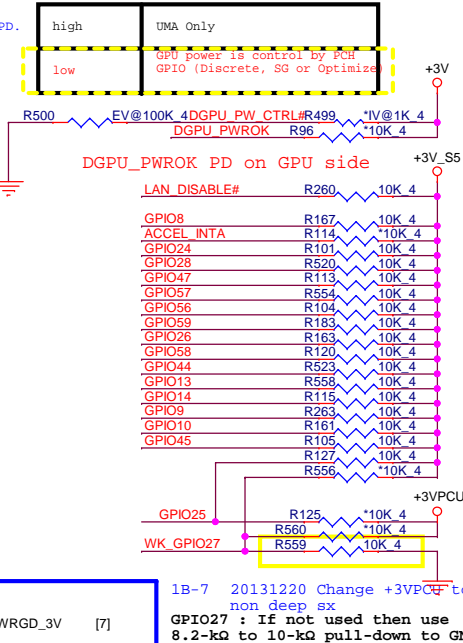 PD.
high UMA Only
low GPU power is control by PCH
GPIO (Discrete, SG or Optimize)
+3V
R500 EV@100K_4 DGPU_PW_CTRL# R499 *IV@1K_4
DGPU_PWROK R96 *10K_4
DGPU_PWROK PD on GPU side
+3V_S5
LAN_DISABLE# R260 10K_4
GPIO8 R167 10K_4
ACCEL_INTA R114 *10K_4
GPIO24 R101 10K_4
GPIO28 R520 10K_4
GPIO47 R113 10K_4
GPIO57 R554 10K_4
GPIO56 R104 10K_4
GPIO59 R183 10K_4
GPIO26 R163 10K_4
GPIO58 R120 10K_4
GPIO44 R523 10K_4
GPIO13 R558 10K_4
GPIO14 R115 10K_4
GPIO9 R263 10K_4
GPIO10 R161 10K_4
GPIO45 R105 10K_4
R127 10K_4
R556 *10K_4
+3VPCU
GPIO25 R125 *10K_4
R560 *10K_4
WK_GPIO27 R559 10K_4
1B-7 20131220 Change +3VPCU to
non deep sx
WRGD_3V [7]
GPIO27 : If not used then use
8.2-kΩ to 10-kΩ pull-down to